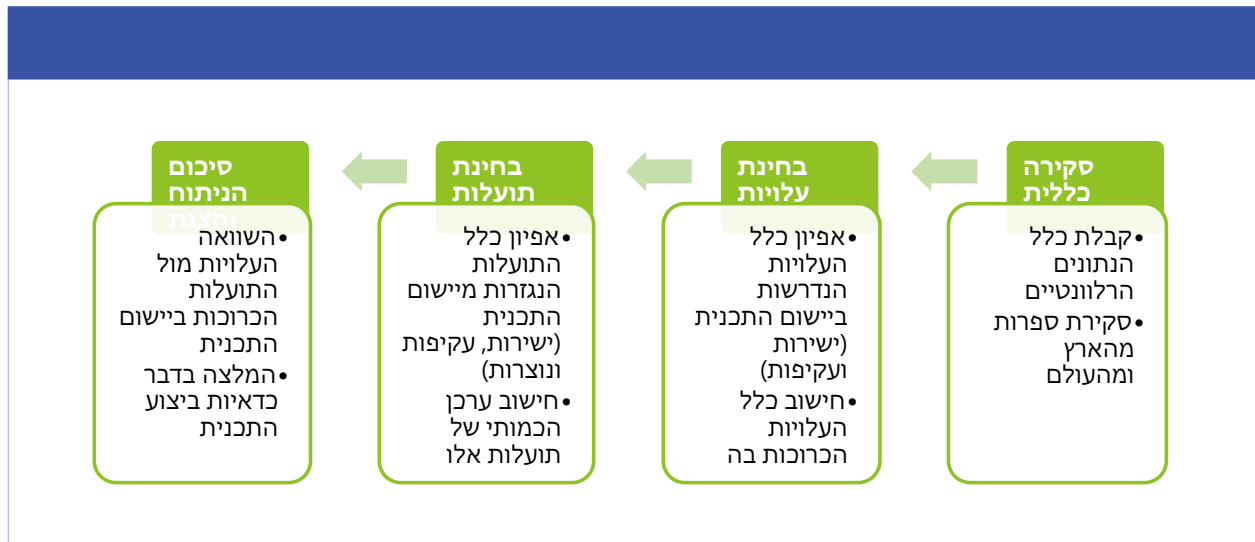 סקירה
כללית
•קבלת כלל
הנתונים
הרלוונטיים
•סקירת ספרות
מהארץ
ומהעולם
בחינת
עלויות
•אפיון כלל
העלויות
הנדרשות
ביישום התכנית
(ישירות
ועקיפות)
•חישוב כלל
העלויות
הכרוכות בה
בחינת
תועלות
•אפיון כלל
התועלות
הנגזרות מיישום
התכנית
(ישירות, עקיפות
ונוצרות)
•חישוב ערכן
הכמותי של
תועלות אלו
סיכום
הניתוח
והצגת
•השוואה
העלויות מול
התועלות
הכרוכות ביישום
התכנית
•המלצה בדבר
כדאיות ביצוע
התכנית